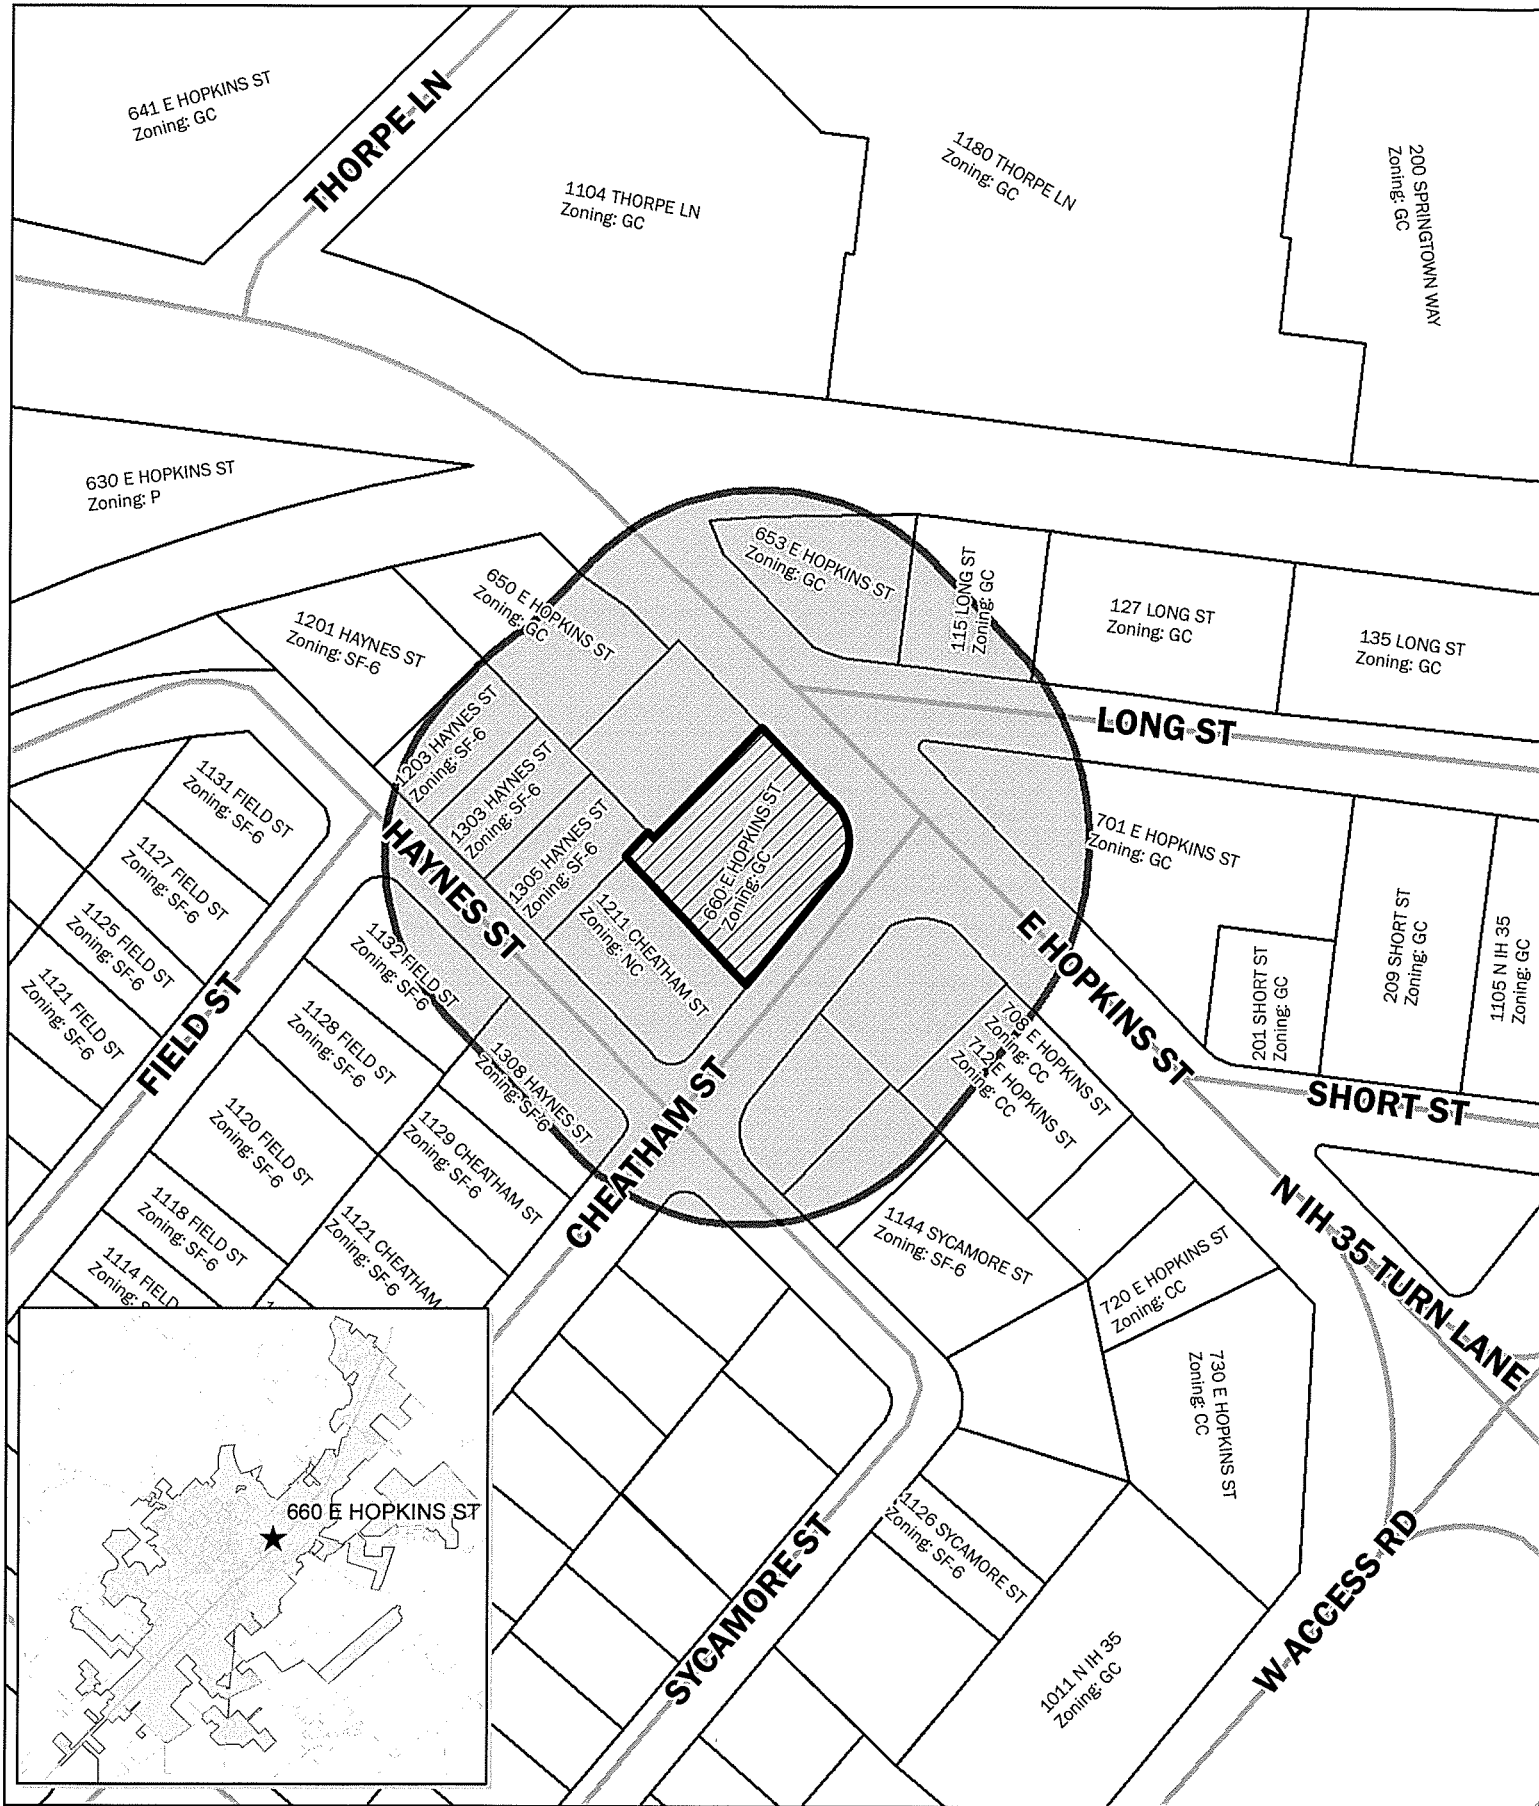 641 E HOPKINS ST
Zoning: GC
THORPE LN
1104 THORPE LN
Zoning: GC
1180 THORPE LN
Zoning: GC
200 SPRINGTOWN WAY
Zoning: GC
630 E HOPKINS ST
Zoning: P
653 E HOPKINS ST
Zoning: GC
115 LONG ST
Zoning: GC
127 LONG ST
Zoning: GC
135 LONG ST
Zoning: GC
650 E HOPKINS ST
Zoning: GC
1201 HAYNES ST
Zoning: SF-6
LONG ST
1203 HAYNES ST
Zoning: SF-6
1303 HAYNES ST
Zoning: SF-6
1305 HAYNES ST
Zoning: SF-6
660 E HOPKINS ST
Zoning: GC
701 E HOPKINS ST
Zoning: GC
1131 FIELD ST
Zoning: SF-6
1127 FIELD ST
Zoning: SF-6
1125 FIELD ST
Zoning: SF-6
1121 FIELD ST
Zoning: SF-6
HAYNES ST
1211 CHEATHAM ST
Zoning: NC
E HOPKINS ST
209 SHORT ST
Zoning: GC
1105 N IH 35
Zoning: GC
201 SHORT ST
Zoning: GC
1132 FIELD ST
Zoning: SF-6
FIELD ST
1128 FIELD ST
Zoning: SF-6
1308 HAYNES ST
Zoning: SF-6
708 E HOPKINS ST
Zoning: CC
712 E HOPKINS ST
Zoning: CC
SHORT ST
CHEATHAM ST
1120 FIELD ST
Zoning: SF-6
1129 CHEATHAM ST
Zoning: SF-6
1118 FIELD ST
Zoning: SF-6
1121 CHEATHAM
Zoning: SF-6
1114 FIELD
Zoning:
1144 SYCAMORE ST
Zoning: SF-6
720 E HOPKINS ST
Zoning: CC
N IH 35 TURN LANE
730 E HOPKINS ST
Zoning: CC
660 E HOPKINS ST
1126 SYCAMORE ST
Zoning: SF-6
SYCAMORE ST
W ACCESS RD
1011 N IH 35
Zoning: GC